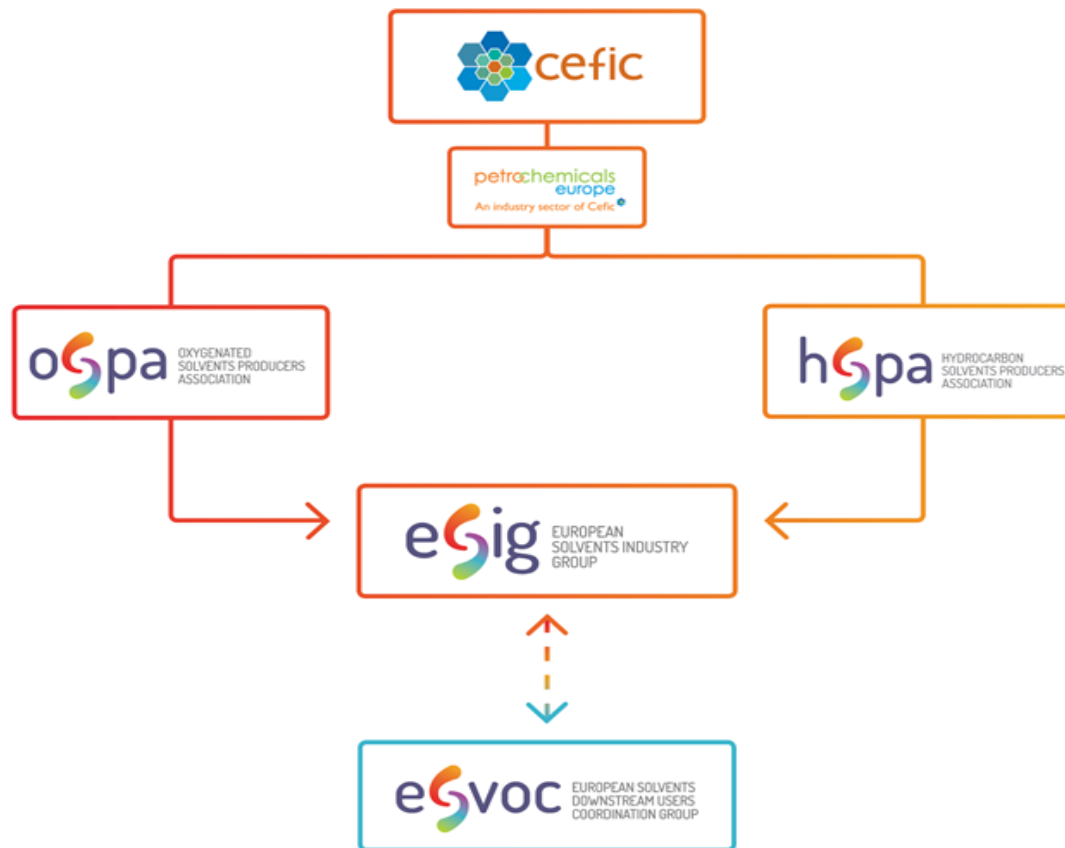 cefic
petrochemicals
europe
An industry sector of Cefic
ospa
OXYGENATED
SOLVENTS PRODUCERS
ASSOCIATION
hspa
HYDROCARBON
SOLVENTS PRODUCERS
ASSOCIATION
esig
EUROPEAN
SOLVENTS INDUSTRY
GROUP
esvoc
EUROPEAN SOLVENTS
DOWNSTREAM USERS
COORDINATION GROUP